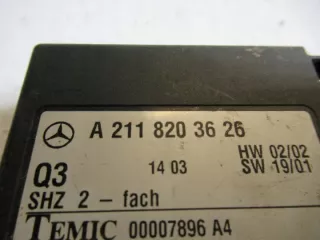 A 211 820 36 26
Q3 14 03 HW 02/02
SW 19/01
SHZ 2 - fach
TEMIC 00007896 A4